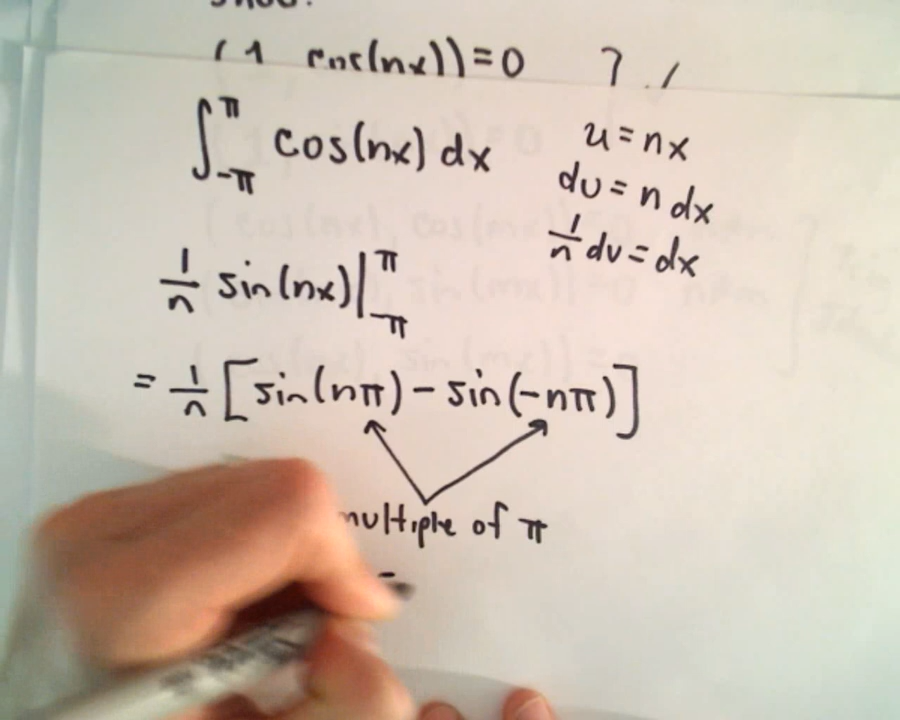 (1 cos(nx))=0 ?
∫_{-π}^{π} cos(nx) dx
u = nx
du = n dx
1/n du = dx
1/n sin(nx)|_{-π}^{π}
= 1/n [sin(nπ) - sin(-nπ)]
multiple of π